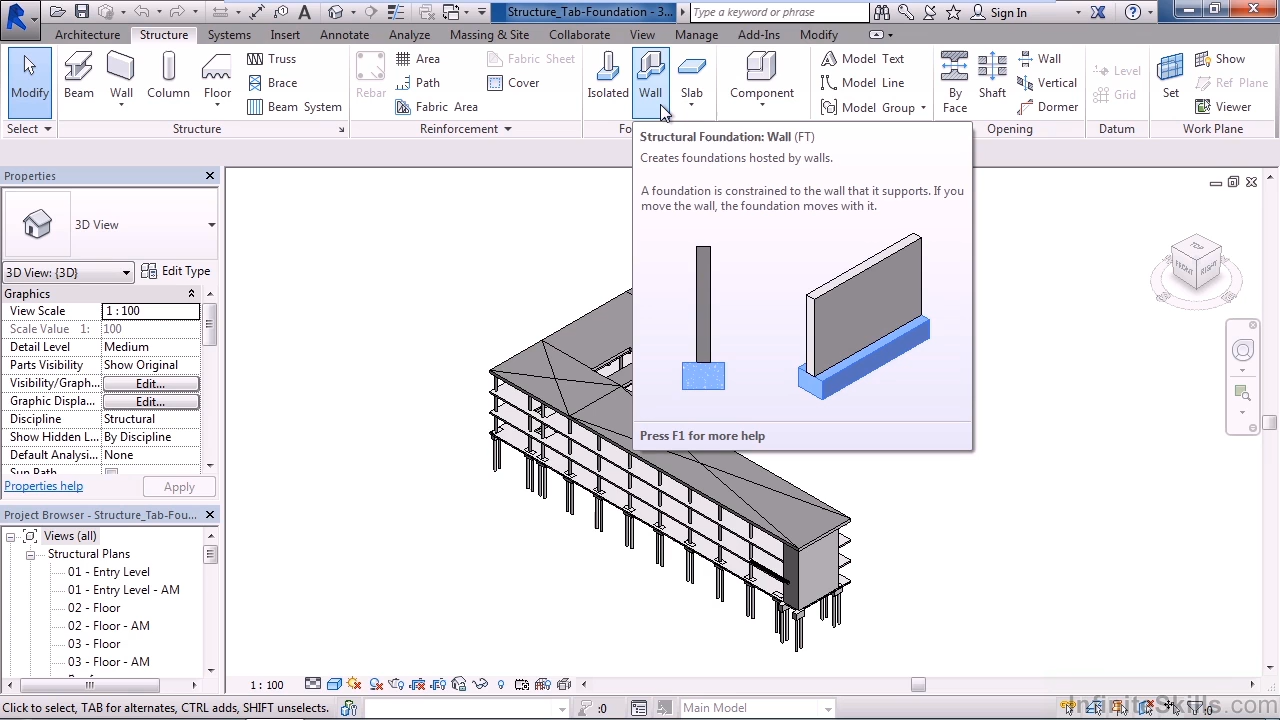 Structure_Tab-Foundation - 3...
Type a keyword or phrase
Sign In
Architecture Structure Systems Insert Annotate Analyze Massing & Site Collaborate View Manage Add-Ins Modify
Modify
Beam
Wall
Column
Floor
Truss
Brace
Beam System
Rebar
Area
Path
Fabric Area
Fabric Sheet
Cover
Isolated
Wall
Slab
Component
Model Text
Model Line
Model Group
By
Face
Shaft
Wall
Vertical
Dormer
Level
Grid
Set
Show
Ref Plane
Viewer
Select
Structure
Reinforcement
Fo
Opening
Datum
Work Plane
Structural Foundation: Wall (FT)
Creates foundations hosted by walls.
A foundation is constrained to the wall that it supports. If you
move the wall, the foundation moves with it.
Press F1 for more help
Properties
3D View
3D View: {3D}
Edit Type
Graphics
View Scale 1 : 100
Scale Value 1: 100
Detail Level Medium
Parts Visibility Show Original
Visibility/Graph... Edit...
Graphic Displa... Edit...
Discipline Structural
Show Hidden L... By Discipline
Default Analysi... None
Sun Path
Properties help
Apply
Project Browser - Structure_Tab-Fou...
Views (all)
Structural Plans
01 - Entry Level
01 - Entry Level - AM
02 - Floor
02 - Floor - AM
03 - Floor
03 - Floor - AM
TOP
FRONT
RIGHT
1 : 100
Click to select, TAB for alternates, CTRL adds, SHIFT unselects.
:0
Main Model
InfiniteSkills.com